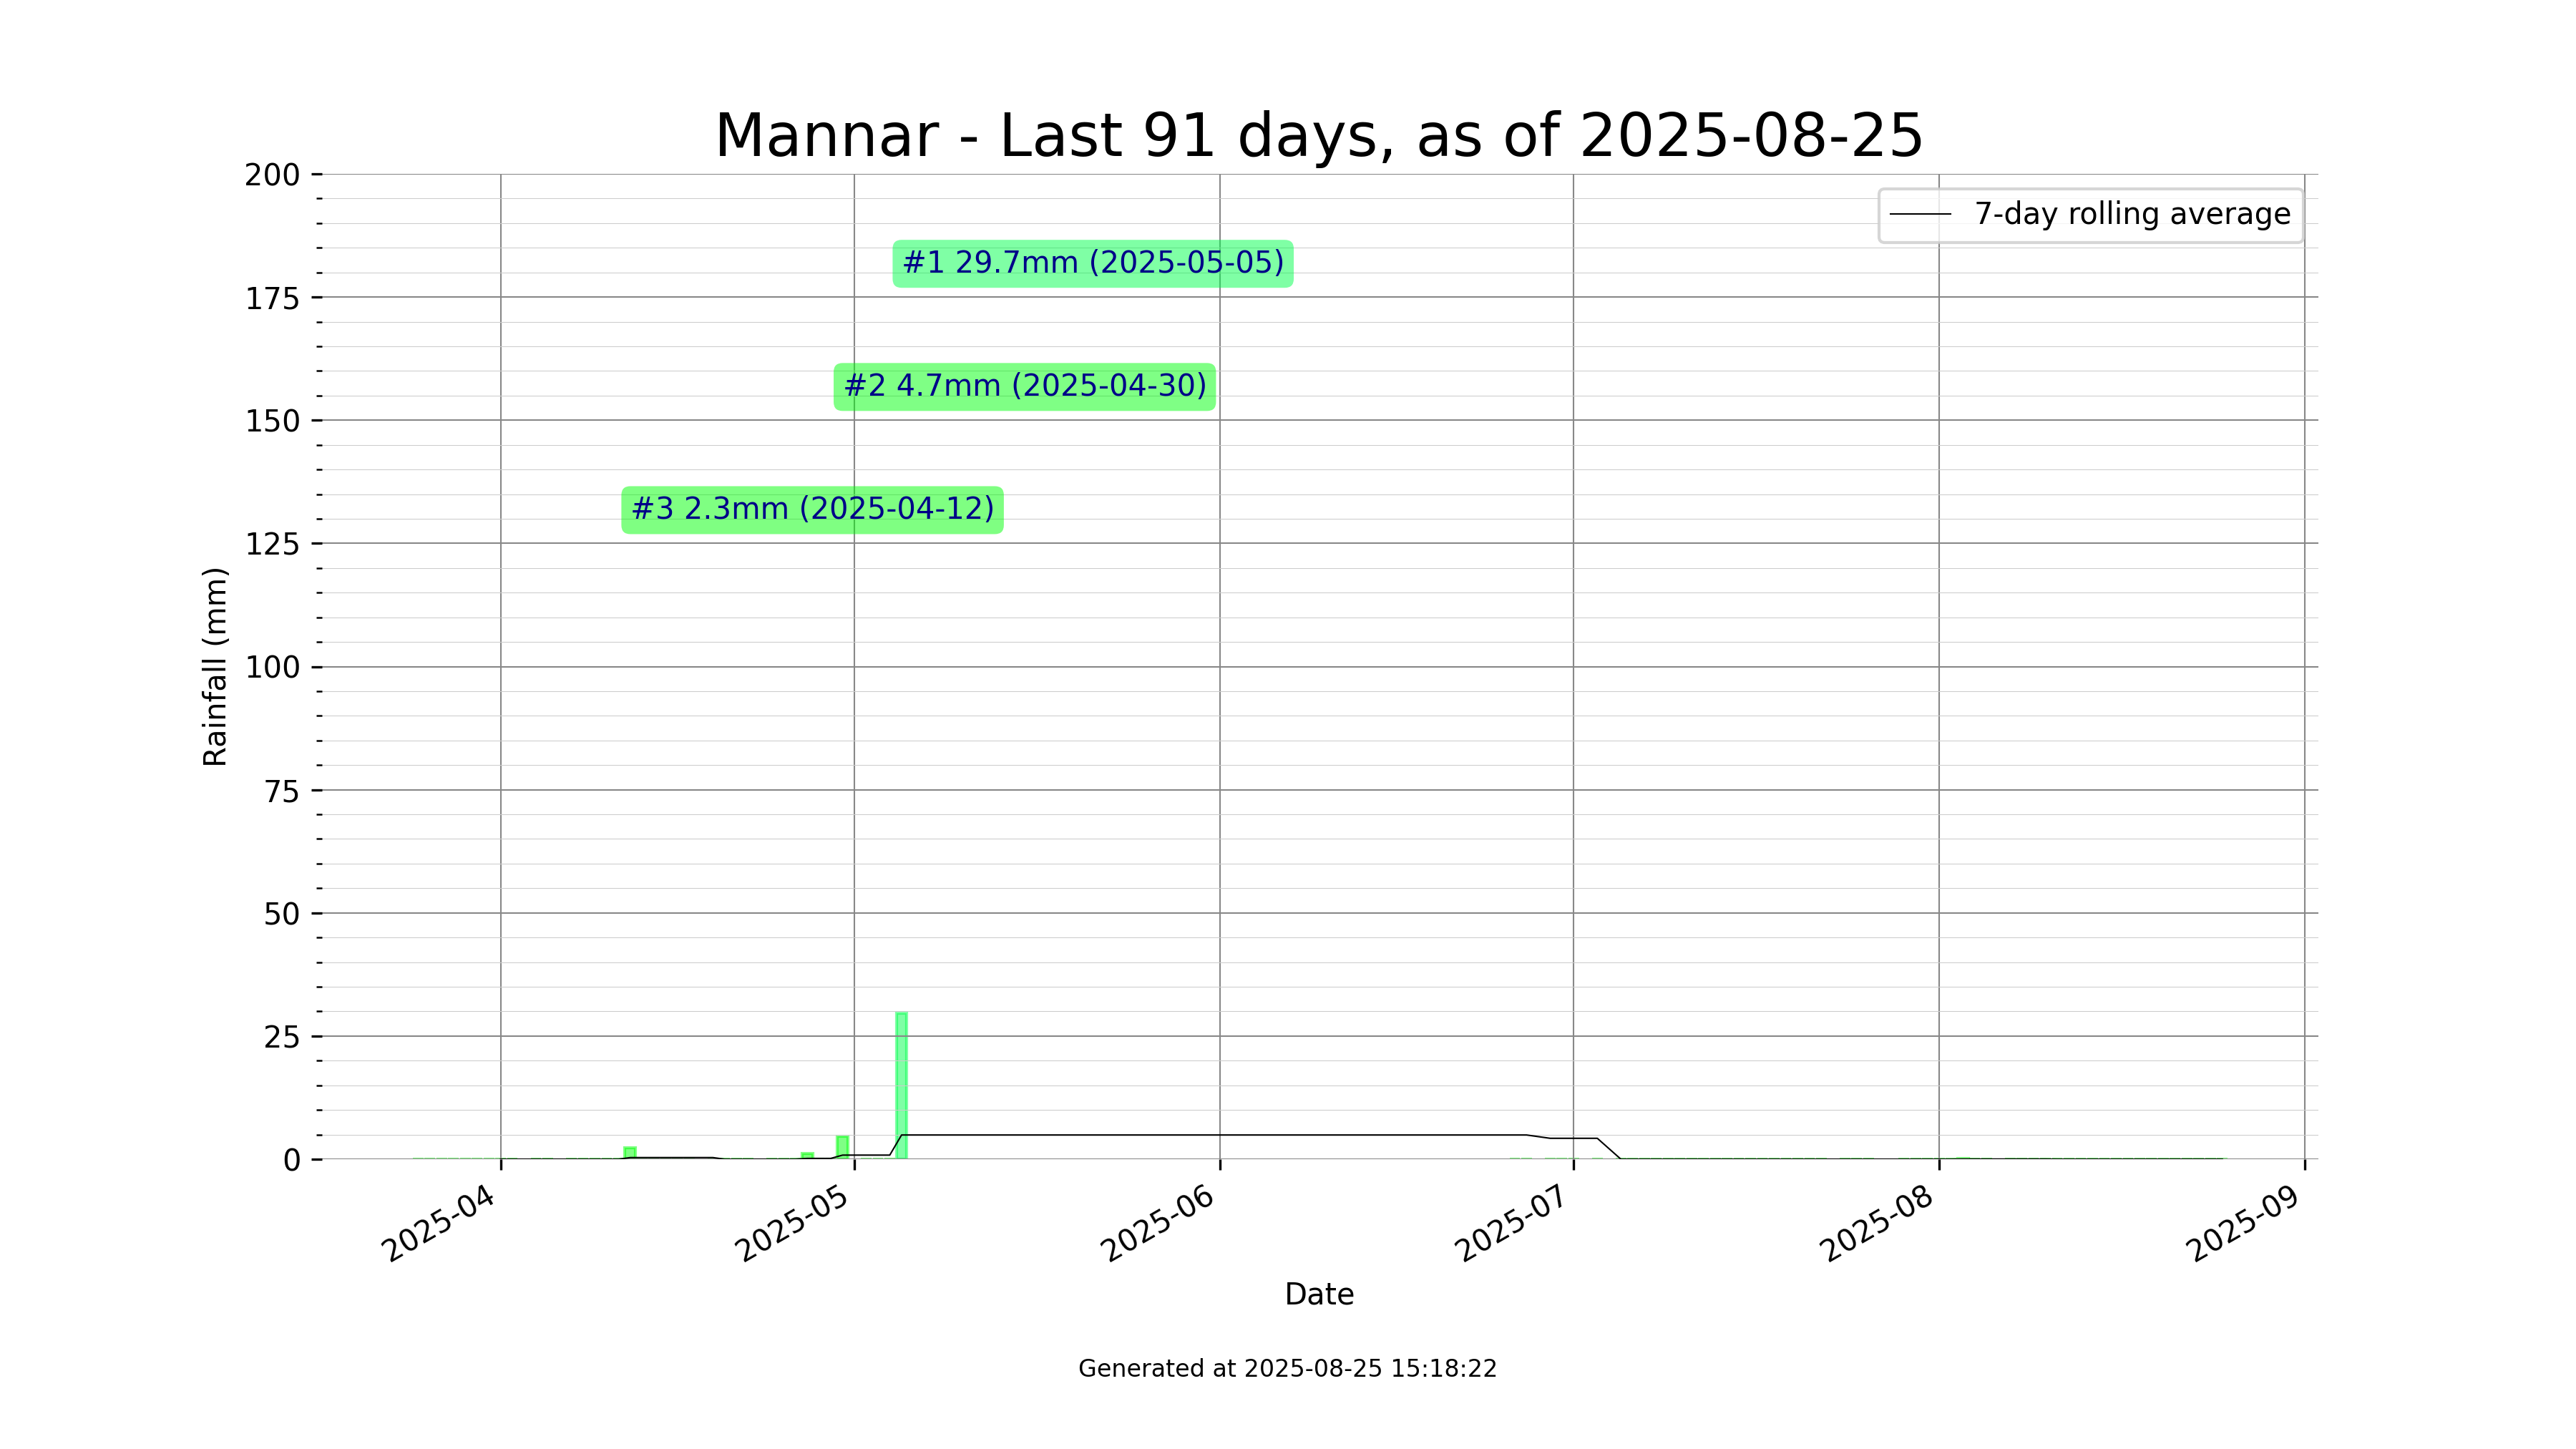 Mannar - Last 91 days, as of 2025-08-25
200
175
150
125
100
75
50
25
0
Rainfall (mm)
7-day rolling average
#1 29.7mm (2025-05-05)
#2 4.7mm (2025-04-30)
#3 2.3mm (2025-04-12)
2025-04
2025-05
2025-06
2025-07
2025-08
2025-09
Date
Generated at 2025-08-25 15:18:22